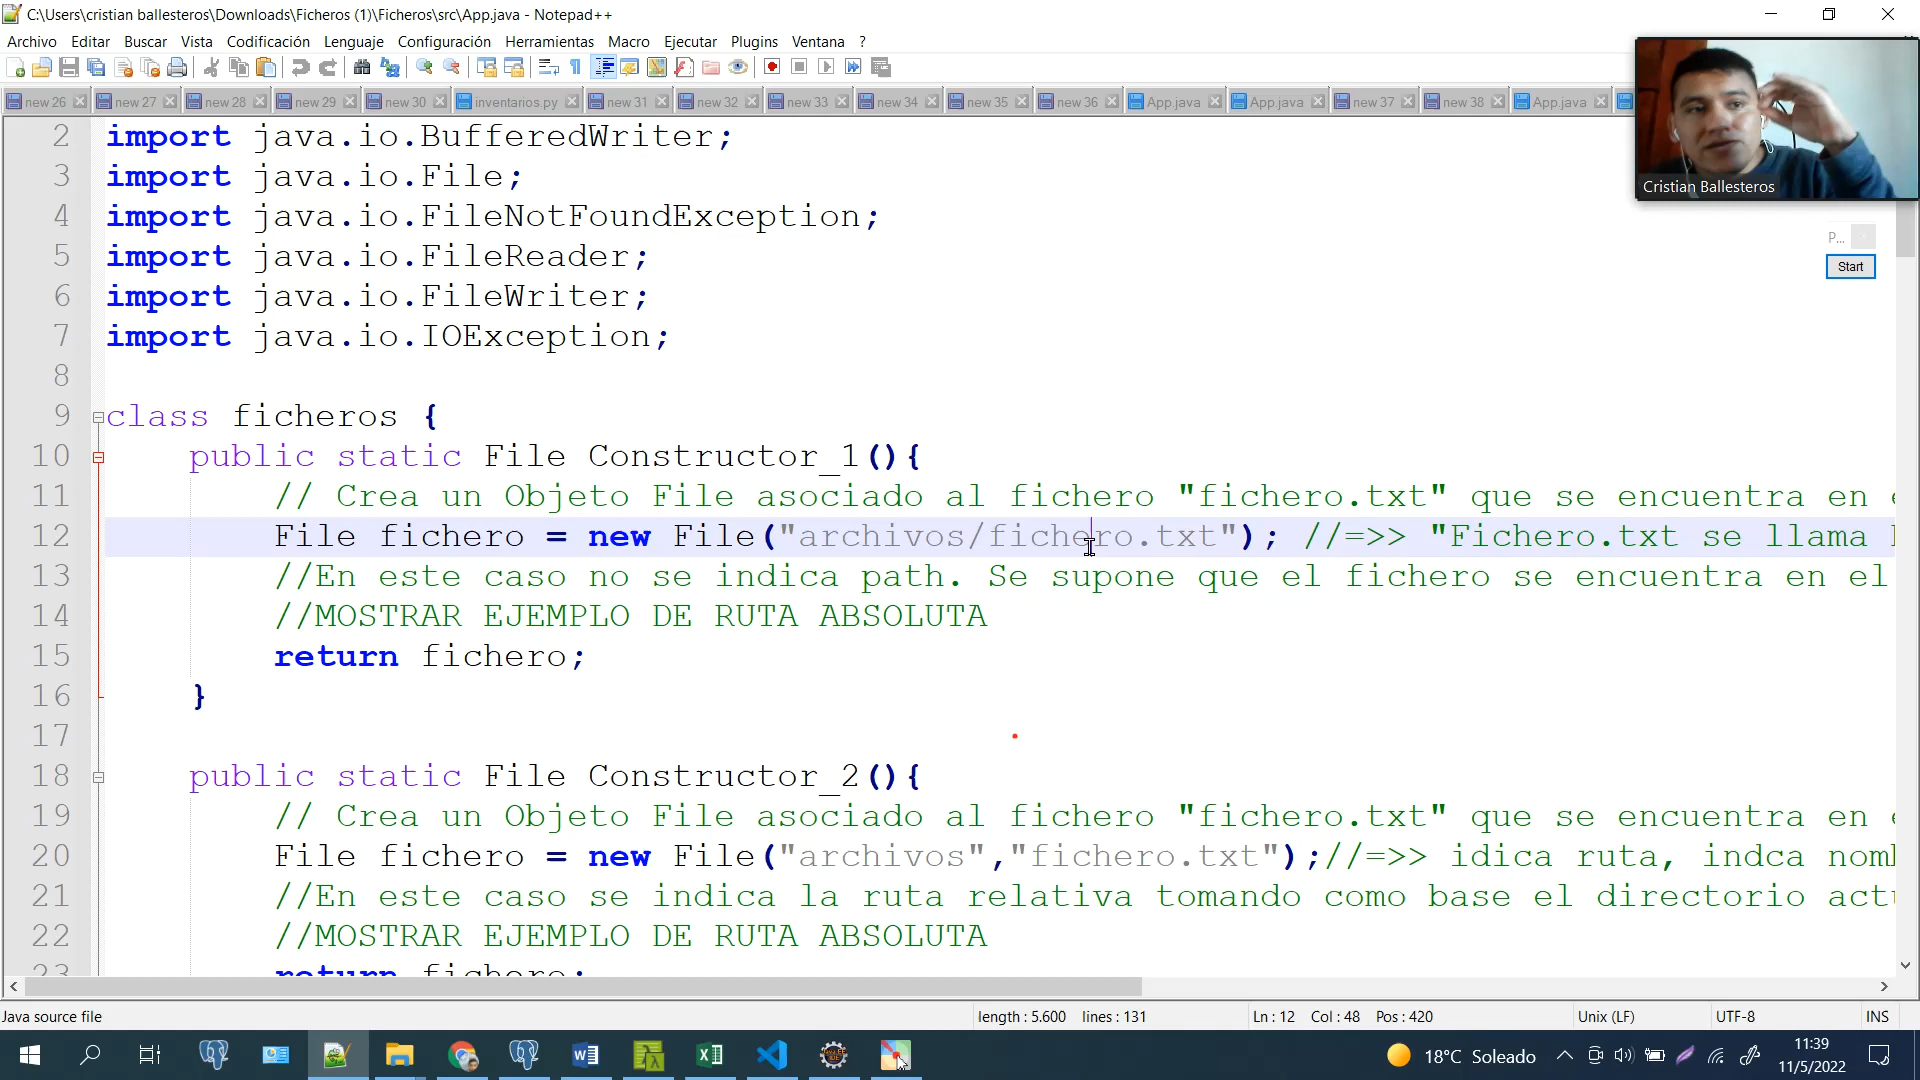 C:\Users\cristian ballesteros\Downloads\Ficheros (1)\Ficheros\src\App.java - Notepad++
Archivo Editar Buscar Vista Codificación Lenguaje Configuración Herramientas Macro Ejecutar Plugins Ventana ?
new 26 new 27 new 28 new 29 new 30 inventarios.py new 31 new 32 new 33 new 34 new 35 new 36 App.java App.java new 37 new 38 App.java
Cristian Ballesteros
P...
Start
2 import java.io.BufferedWriter;
3 import java.io.File;
4 import java.io.FileNotFoundException;
5 import java.io.FileReader;
6 import java.io.FileWriter;
7 import java.io.IOException;
8
9 class ficheros {
10 public static File Constructor_1(){
11 // Crea un Objeto File asociado al fichero "fichero.txt" que se encuentra en
12 File fichero = new File("archivos/fichero.txt"); //=>> "Fichero.txt se llama
13 //En este caso no se indica path. Se supone que el fichero se encuentra en el
14 //MOSTRAR EJEMPLO DE RUTA ABSOLUTA
15 return fichero;
16 }
17
18 public static File Constructor_2(){
19 // Crea un Objeto File asociado al fichero "fichero.txt" que se encuentra en
20 File fichero = new File("archivos","fichero.txt");//=>> idica ruta, indca
21 //En este caso se indica la ruta relativa tomando como base el directorio
22 //MOSTRAR EJEMPLO DE RUTA ABSOLUTA
23 return fichero;
Java source file length : 5.600 lines : 131 Ln : 12 Col : 48 Pos : 420 Unix (LF) UTF-8 INS
18°C Soleado
11:39
11/5/2022